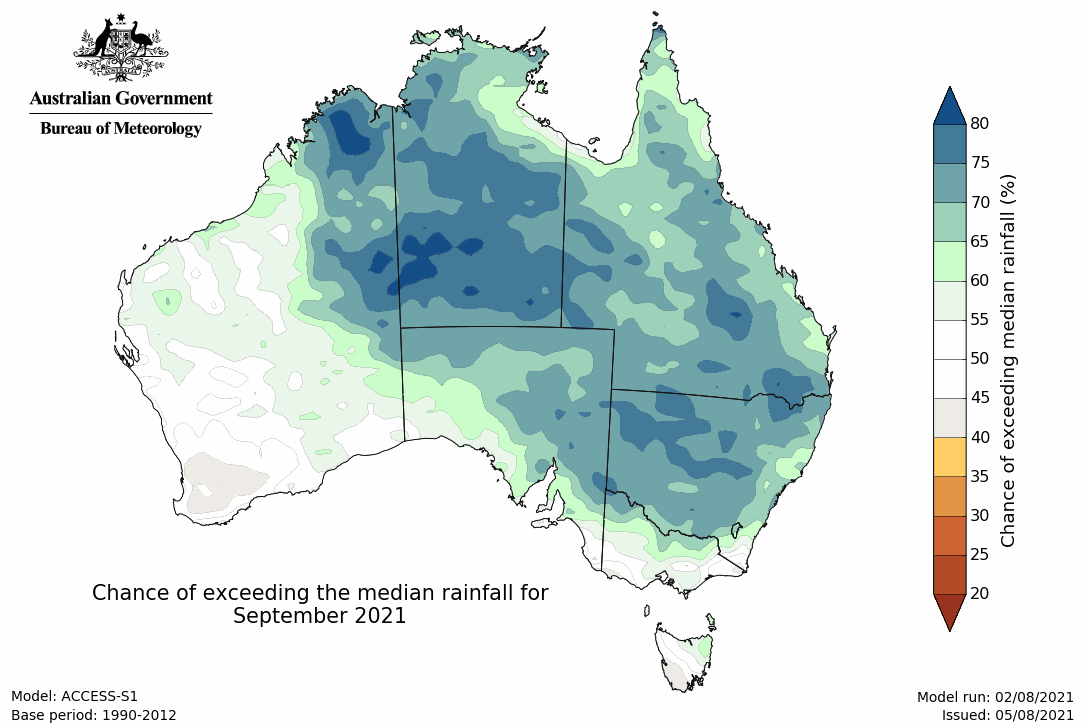 Australian Government
Bureau of Meteorology
80
75
70
65
60
55
50
45
40
35
30
25
20
Chance of exceeding median rainfall (%)
Chance of exceeding the median rainfall for
September 2021
Model: ACCESS-S1
Base period: 1990-2012
Model run: 02/08/2021
Issued: 05/08/2021